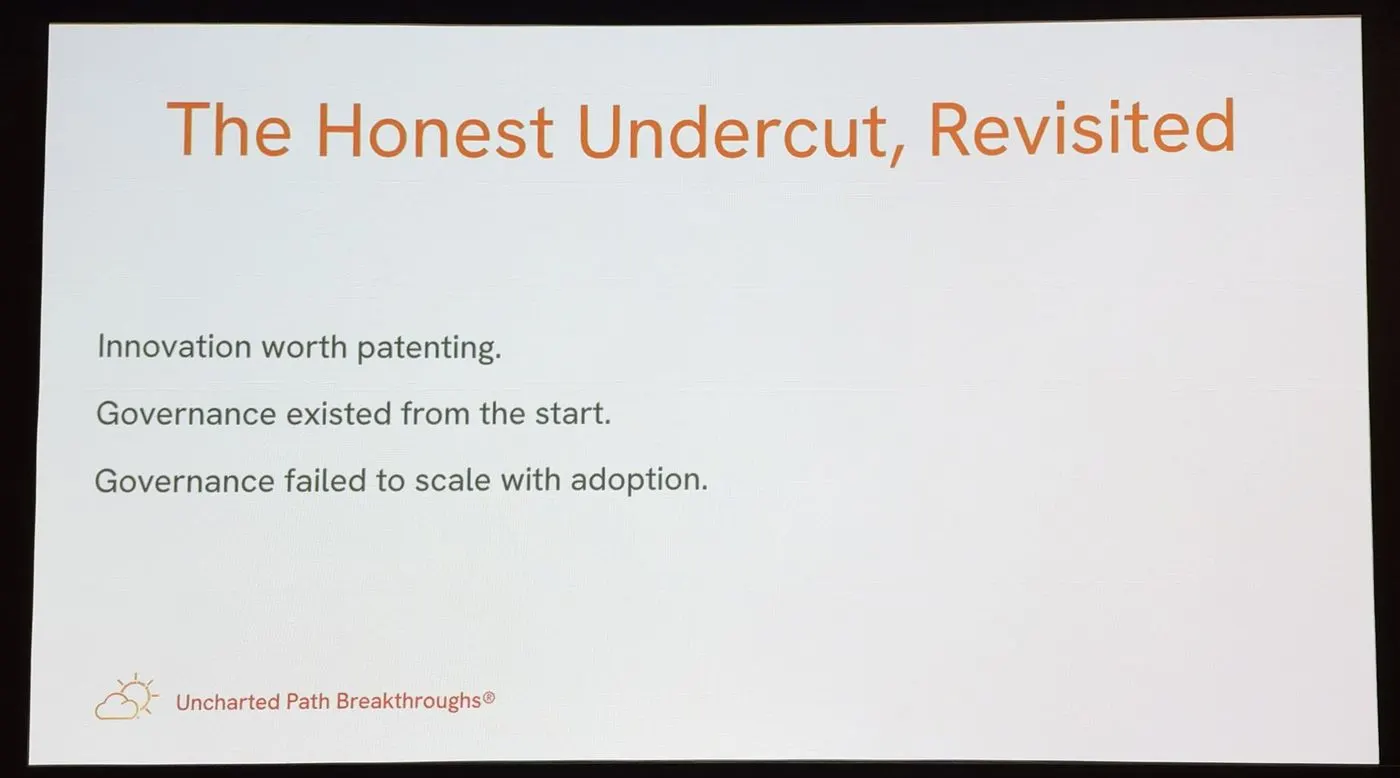 The Honest Undercut, Revisited
Innovation worth patenting.
Governance existed from the start.
Governance failed to scale with adoption.
Uncharted Path Breakthroughs®